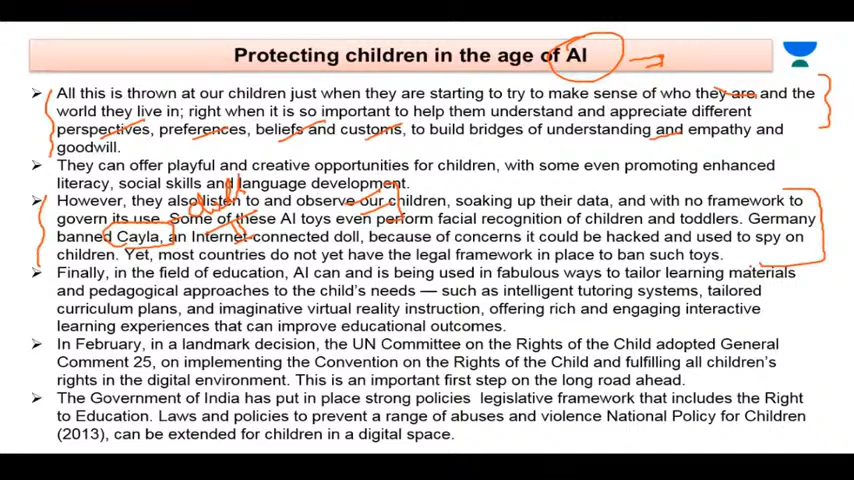 Protecting children in the age of AI
➢ All this is thrown at our children just when they are starting to try to make sense of who they are and the
world they live in; right when it is so important to help them understand and appreciate different
perspectives, preferences, beliefs and customs, to build bridges of understanding and empathy and
goodwill.
➢ They can offer playful and creative opportunities for children, with some even promoting enhanced
literacy, social skills and language development.
➢ However, they also listen to and observe our children, soaking up their data, and with no framework to
govern its use. Some of these AI toys even perform facial recognition of children and toddlers. Germany
banned Cayla, an Internet-connected doll, because of concerns it could be hacked and used to spy on
children. Yet, most countries do not yet have the legal framework in place to ban such toys.
➢ Finally, in the field of education, AI can and is being used in fabulous ways to tailor learning materials
and pedagogical approaches to the child's needs — such as intelligent tutoring systems, tailored
curriculum plans, and imaginative virtual reality instruction, offering rich and engaging interactive
learning experiences that can improve educational outcomes.
➢ In February, in a landmark decision, the UN Committee on the Rights of the Child adopted General
Comment 25, on implementing the Convention on the Rights of the Child and fulfilling all children's
rights in the digital environment. This is an important first step on the long road ahead.
➢ The Government of India has put in place strong policies legislative framework that includes the Right
to Education. Laws and policies to prevent a range of abuses and violence National Policy for Children
(2013), can be extended for children in a digital space.